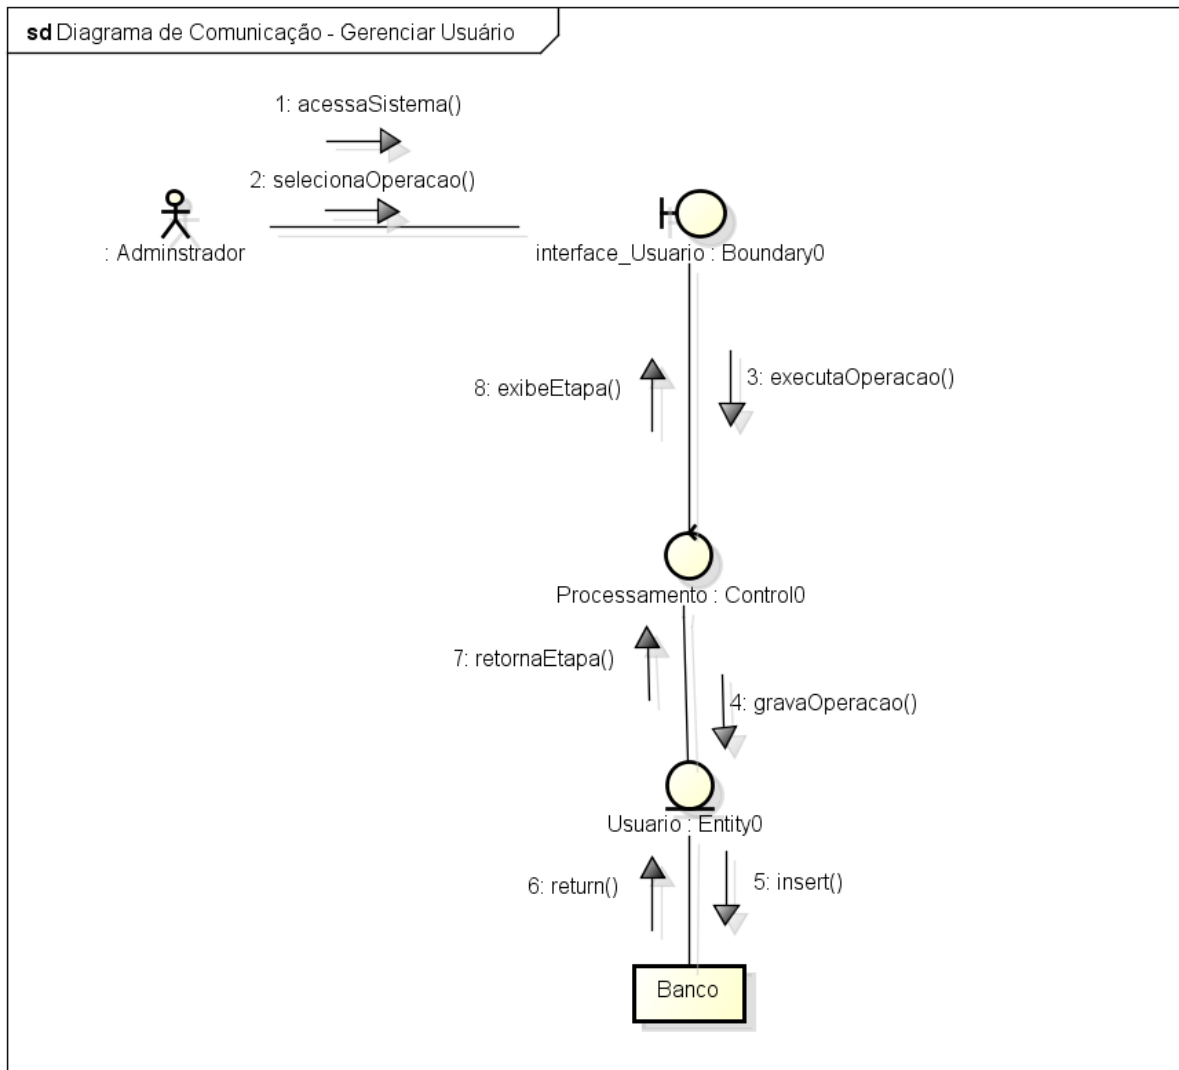 sd Diagrama de Comunicação - Gerenciar Usuário
1: acessaSistema()
2: selecionaOperacao()
: Adminstrador
interface_Usuario : Boundary0
8: exibeEtapa()
3: executaOperacao()
Processamento : Control0
7: retornaEtapa()
4: gravaOperacao()
Usuario : Entity0
6: return()
5: insert()
Banco